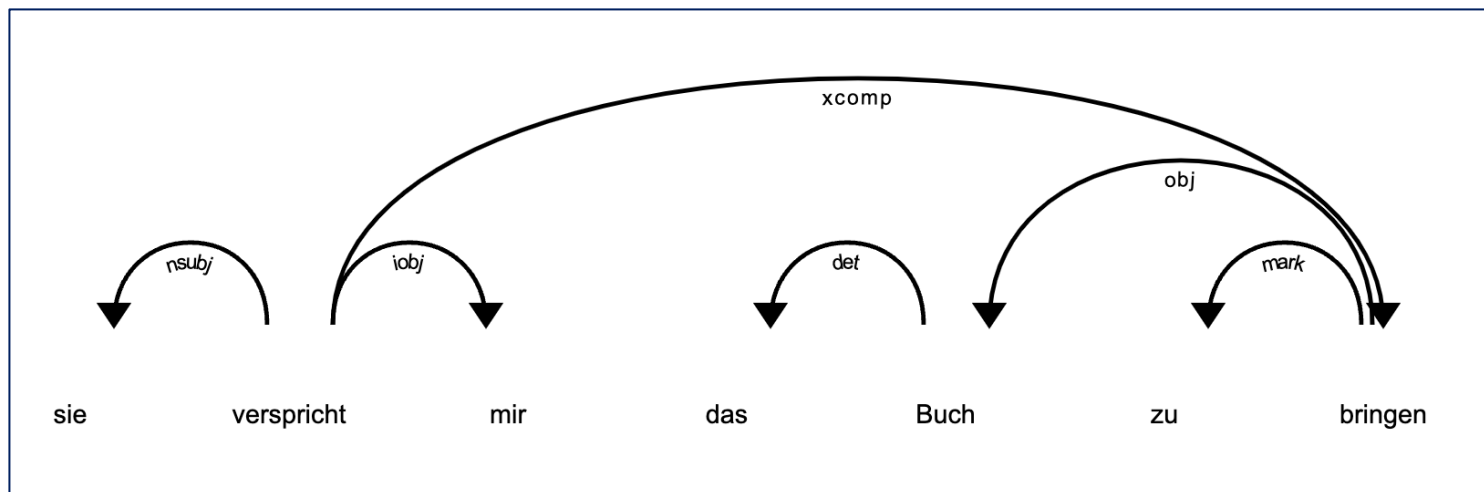 xcomp
obj
nsubj iobj det mark
sie verspricht mir das Buch zu bringen